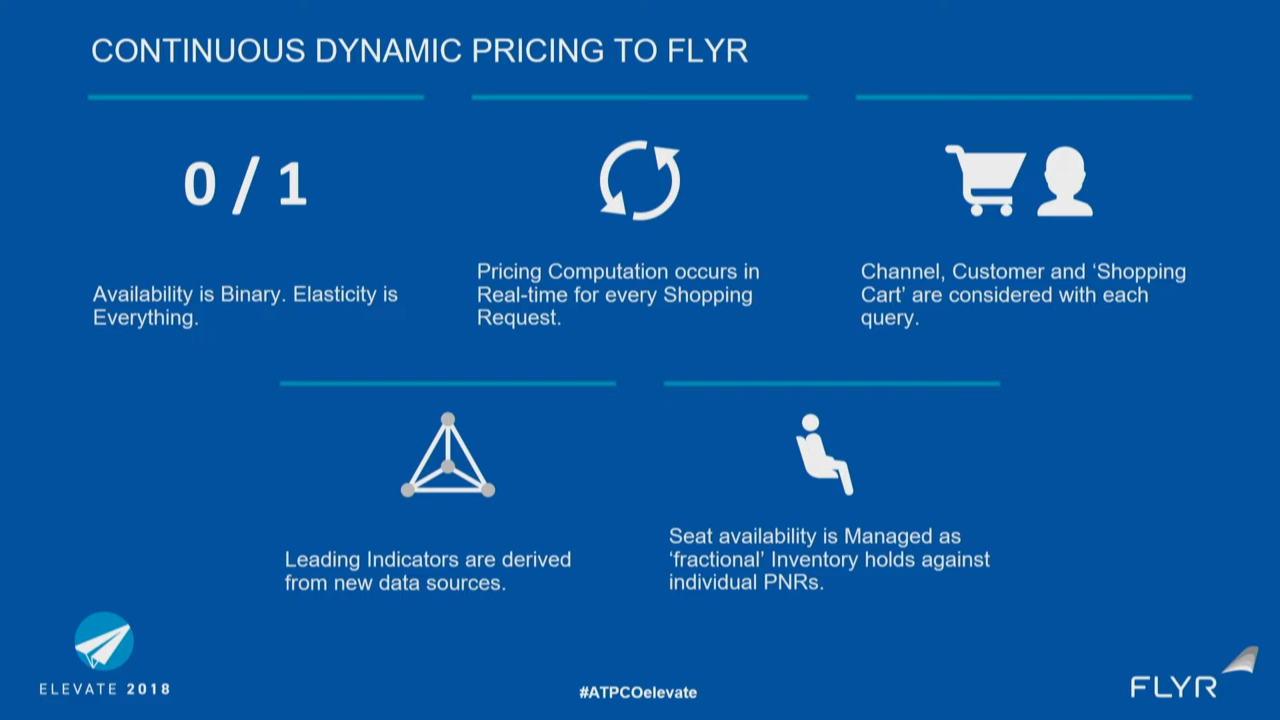 CONTINUOUS DYNAMIC PRICING TO FLYR
0 / 1
Availability is Binary. Elasticity is
Everything.
Pricing Computation occurs in
Real-time for every Shopping
Request.
Channel, Customer and ‘Shopping
Cart’ are considered with each
query.
Leading Indicators are derived
from new data sources.
Seat availability is Managed as
‘fractional’ Inventory holds against
individual PNRs.
ELEVATE 2018
#ATPCOelevate
FLYR